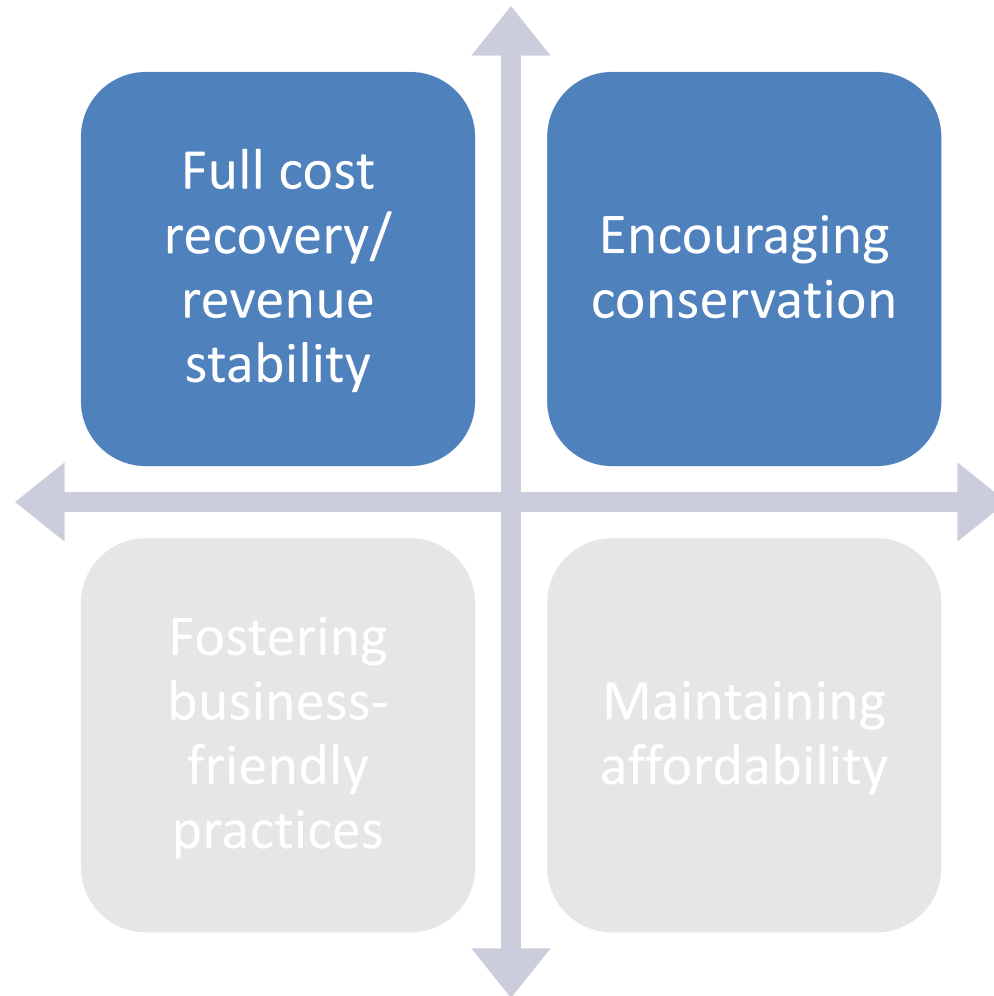 Full cost
recovery/
revenue
stability
Encouraging
conservation
Fostering
business-
friendly
practices
Maintaining
affordability